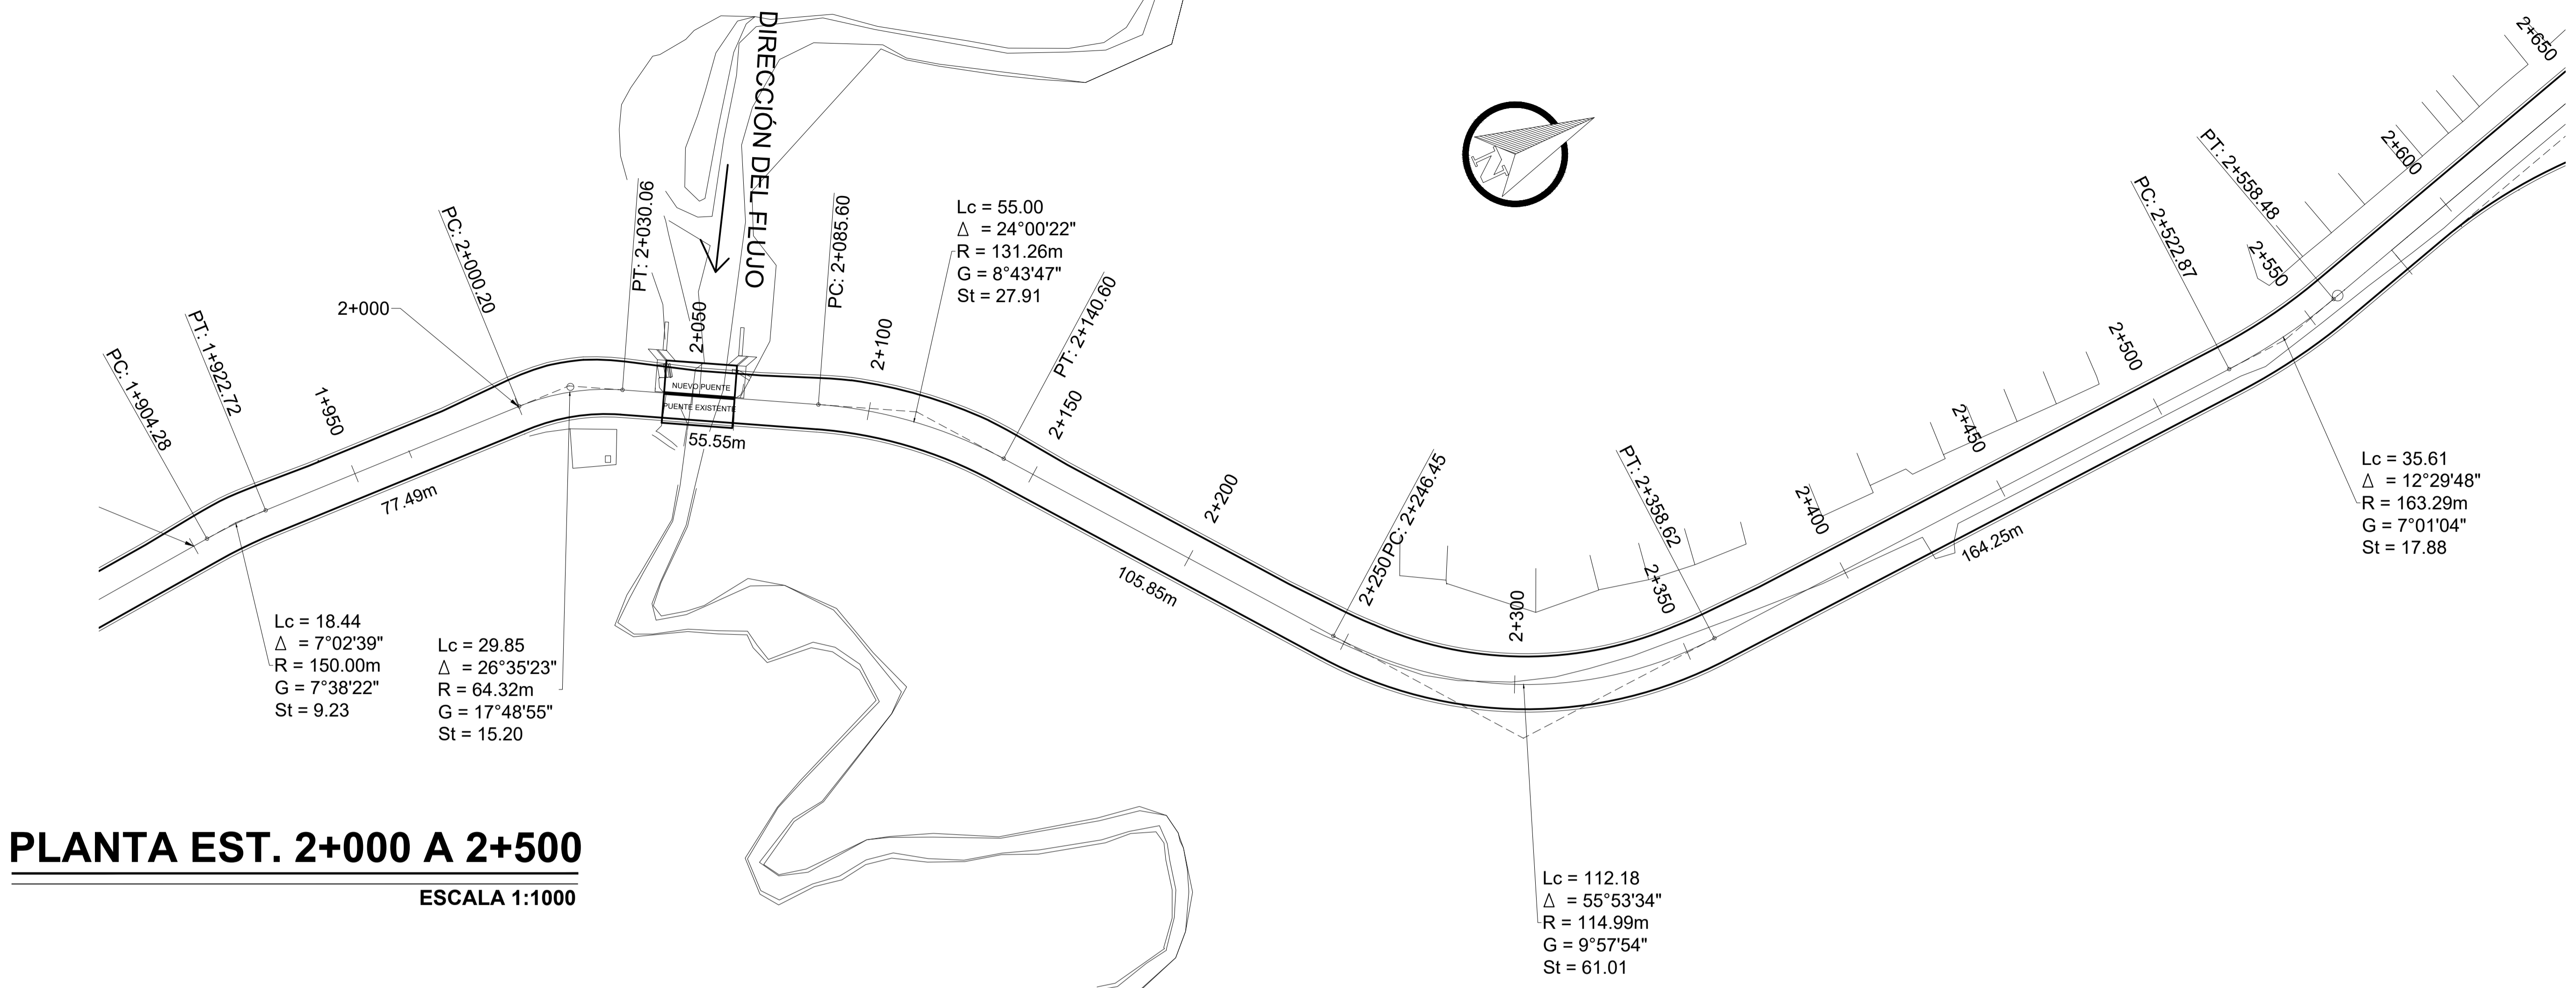 DIRECCIÓN DEL FLUJO
N
PC: 1+904.28
PT: 1+922.72
1+950
2+000
PC: 2+000.20
PT: 2+030.06
2+050
PC: 2+085.60
2+100
Lc = 55.00
Δ = 24°00'22"
R = 131.26m
G = 8°43'47"
St = 27.91
PT: 2+140.60
2+150
2+200
2+250
PC: 2+246.45
2+300
2+350
PT: 2+358.62
2+400
2+450
2+500
PC: 2+522.87
2+550
PT: 2+558.48
2+600
2+650
NUEVO PUENTE
PUENTE EXISTENTE
55.55m
77.49m
105.85m
164.25m
Lc = 18.44
Δ = 7°02'39"
R = 150.00m
G = 7°38'22"
St = 9.23
Lc = 29.85
Δ = 26°35'23"
R = 64.32m
G = 17°48'55"
St = 15.20
Lc = 112.18
Δ = 55°53'34"
R = 114.99m
G = 9°57'54"
St = 61.01
Lc = 35.61
Δ = 12°29'48"
R = 163.29m
G = 7°01'04"
St = 17.88
PLANTA EST. 2+000 A 2+500
ESCALA 1:1000